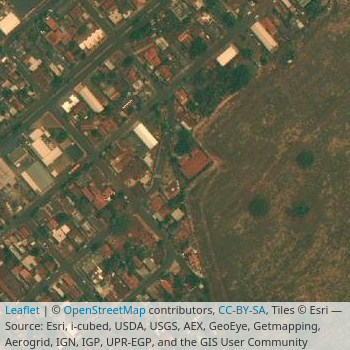 Leaflet | © OpenStreetMap contributors, CC-BY-SA, Tiles © Esri —
Source: Esri, i-cubed, USDA, USGS, AEX, GeoEye, Getmapping,
Aerogrid, IGN, IGP, UPR-EGP, and the GIS User Community